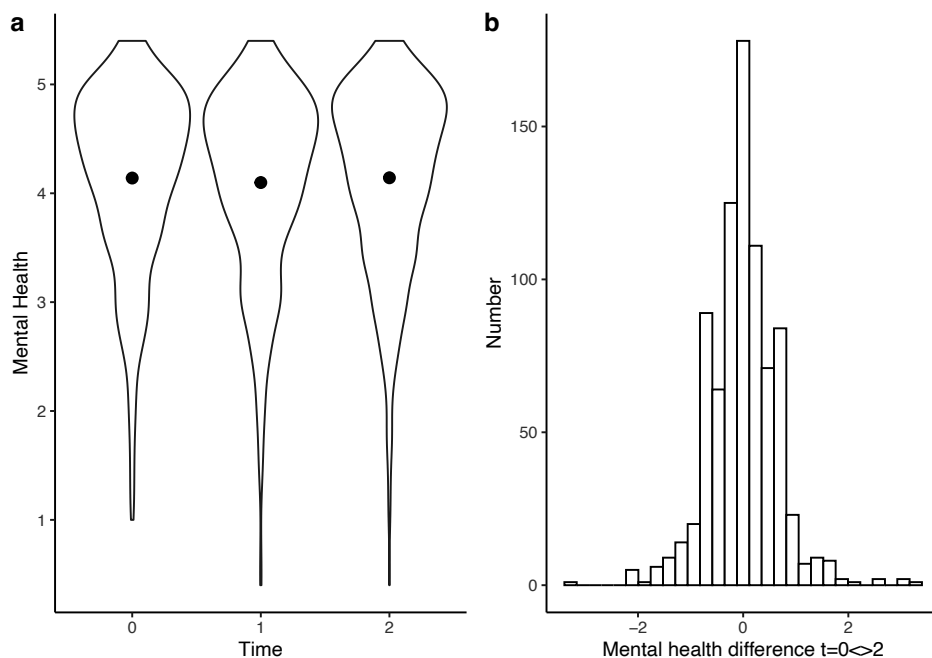 a
5
4
3
2
1
Mental Health
0 1 2
Time
b
150
100
50
0
Number
−2 0 2
Mental health difference t=0<>2